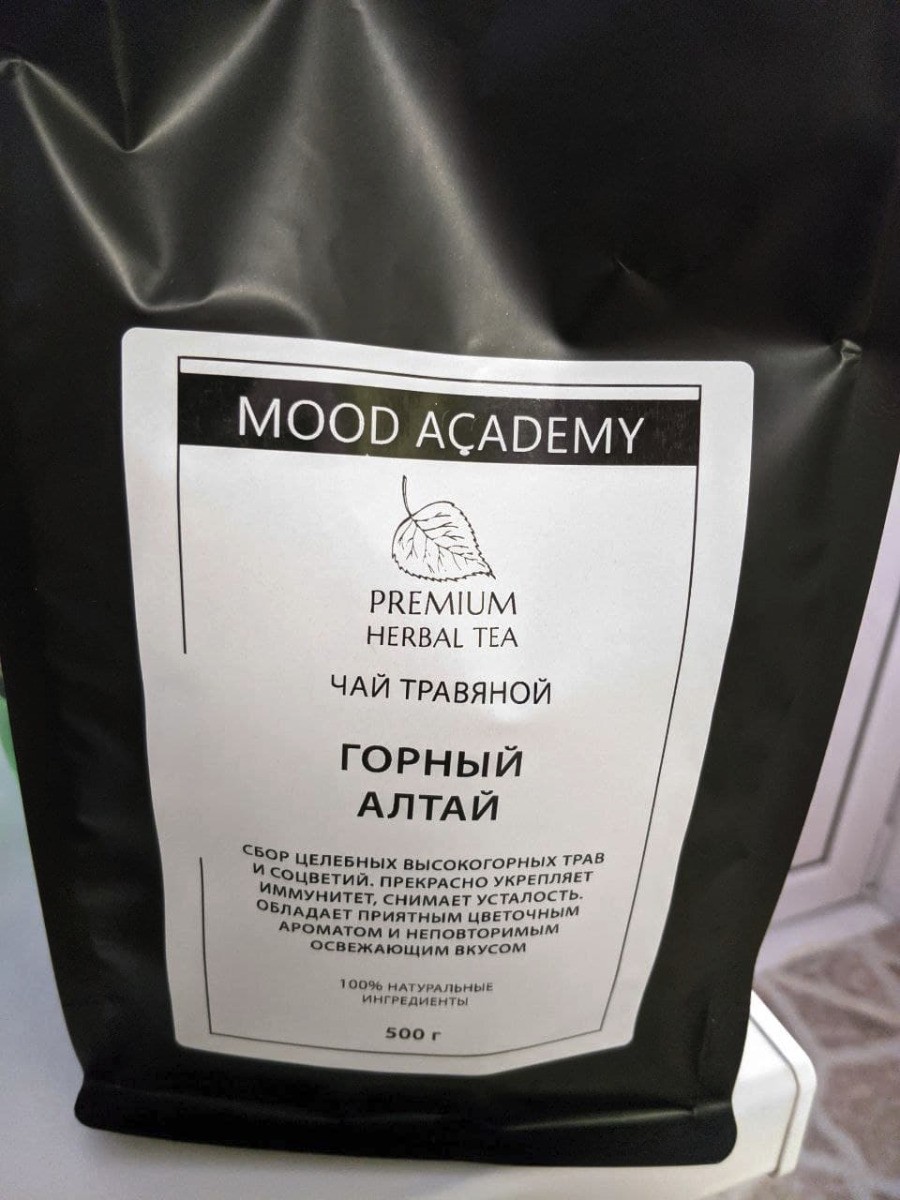 MOOD AÇADEMY
PREMIUM
HERBAL TEA
ЧАЙ ТРАВЯНОЙ
ГОРНЫЙ
АЛТАЙ
СБОР ЦЕЛЕБНЫХ ВЫСОКОГОРНЫХ ТРАВ
И СОЦВЕТИЙ. ПРЕКРАСНО УКРЕПЛЯЕТ
ИММУНИТЕТ, СНИМАЕТ УСТАЛОСТЬ.
ОБЛАДАЕТ ПРИЯТНЫМ ЦВЕТОЧНЫМ
АРОМАТОМ И НЕПОВТОРИМЫМ
ОСВЕЖАЮЩИМ ВКУСОМ
100% НАТУРАЛЬНЫЕ
ИНГРЕДИЕНТЫ
500 г